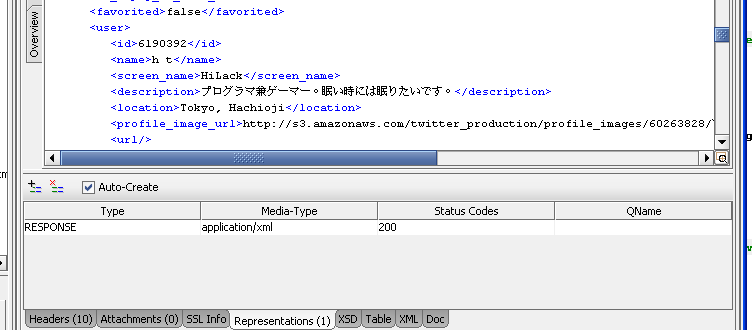 Overview
<favorited>false</favorited>
<user>
<id>6190392</id>
<name>h t</name>
<screen_name>HiLack</screen_name>
<description>プログラマ兼ゲーマー。眠い時には眠りたいです。</description>
<location>Tokyo, Hachioji</location>
<profile_image_url>http://s3.amazonaws.com/twitter_production/profile_images/60263828/
<url/>
Auto-Create
Type Media-Type Status Codes QName
RESPONSE application/xml 200
Headers (10) Attachments (0) SSL Info Representations (1) XSD Table XML Doc